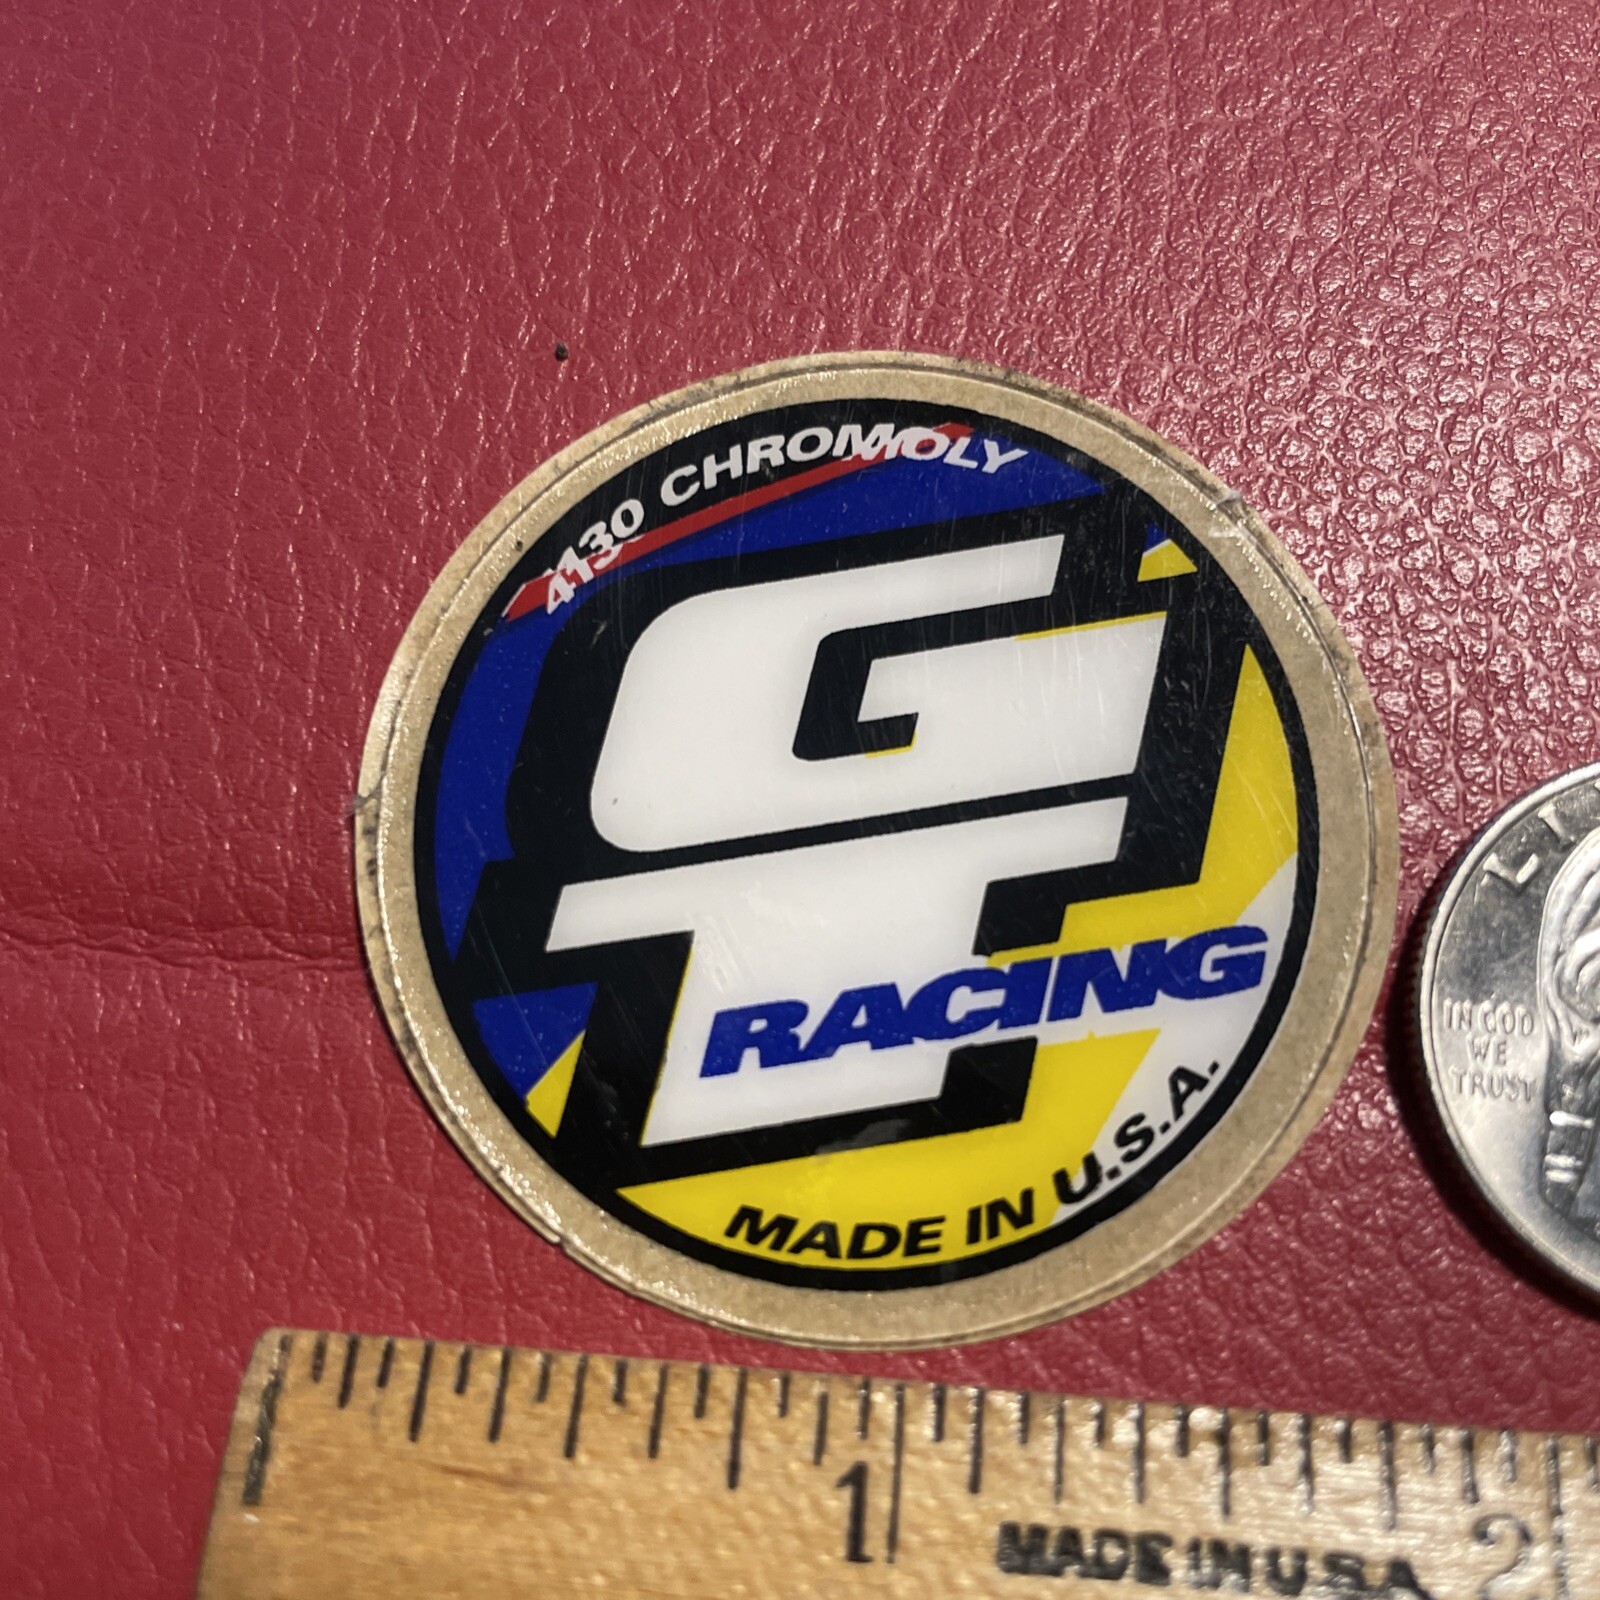 4130 CHROMOLY
GT
RACING
MADE IN U.S.A.
IN GOD
WE
TRUST
1
MADE IN U.S.A.
2